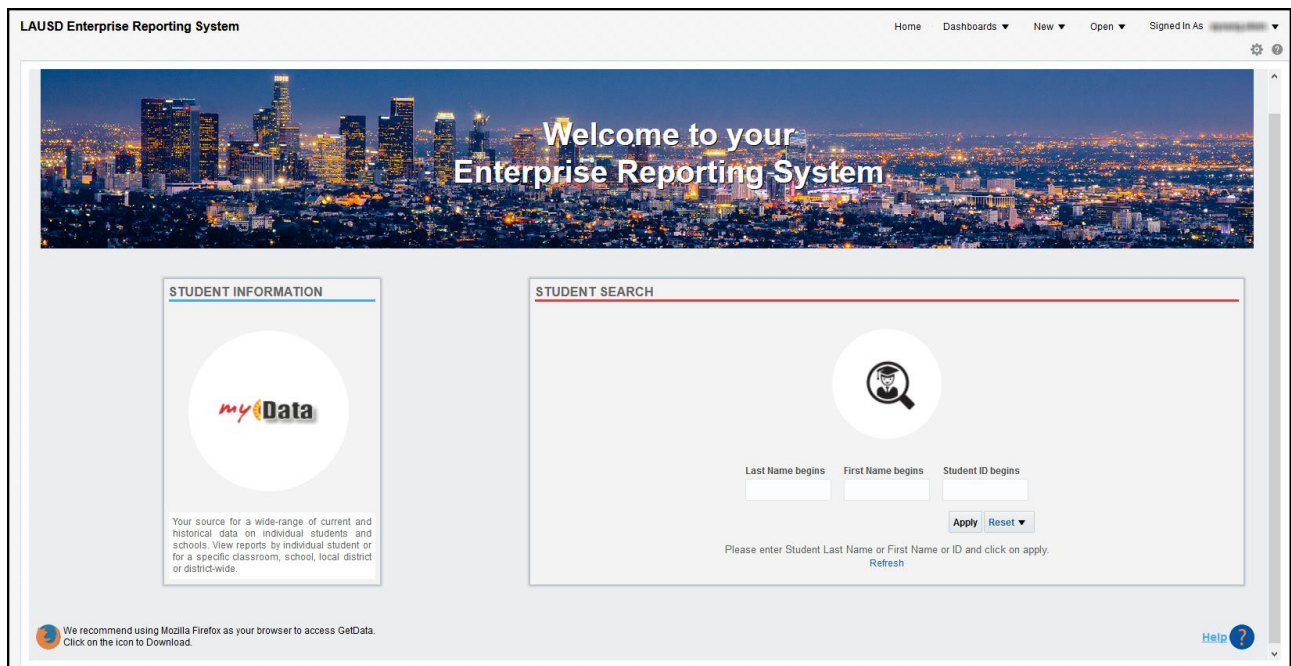 LAUSD Enterprise Reporting System
Home Dashboards New Open Signed In As
Welcome to your
Enterprise Reporting System
STUDENT INFORMATION
my Data
Your source for a wide-range of current and
historical data on individual students and
schools. View reports by individual student or
for a specific classroom, school, local district
or district-wide.
STUDENT SEARCH
Last Name begins First Name begins Student ID begins
Apply Reset
Please enter Student Last Name or First Name or ID and click on apply.
Refresh
We recommend using Mozilla Firefox as your browser to access GetData.
Click on the icon to Download.
Help ?